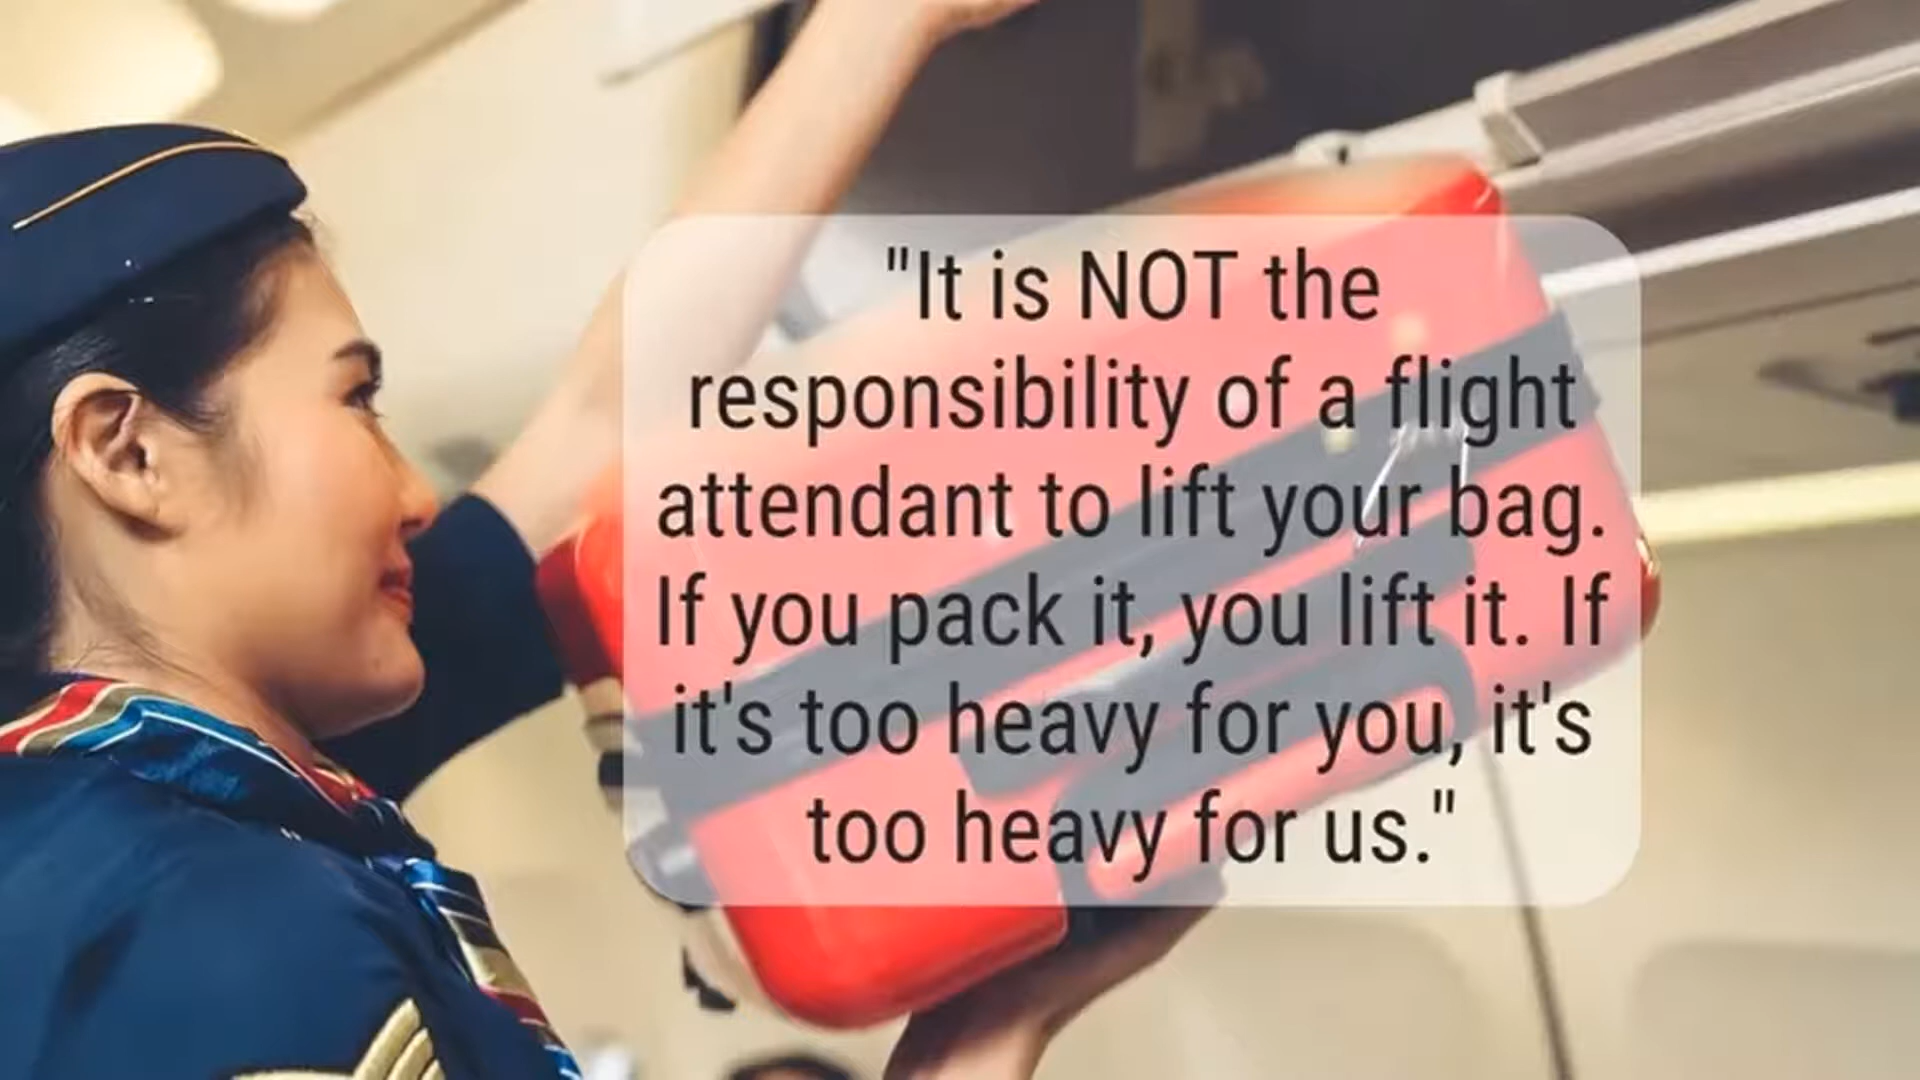 "It is NOT the
responsibility of a flight
attendant to lift your bag.
If you pack it, you lift it. If
it's too heavy for you, it's
too heavy for us."